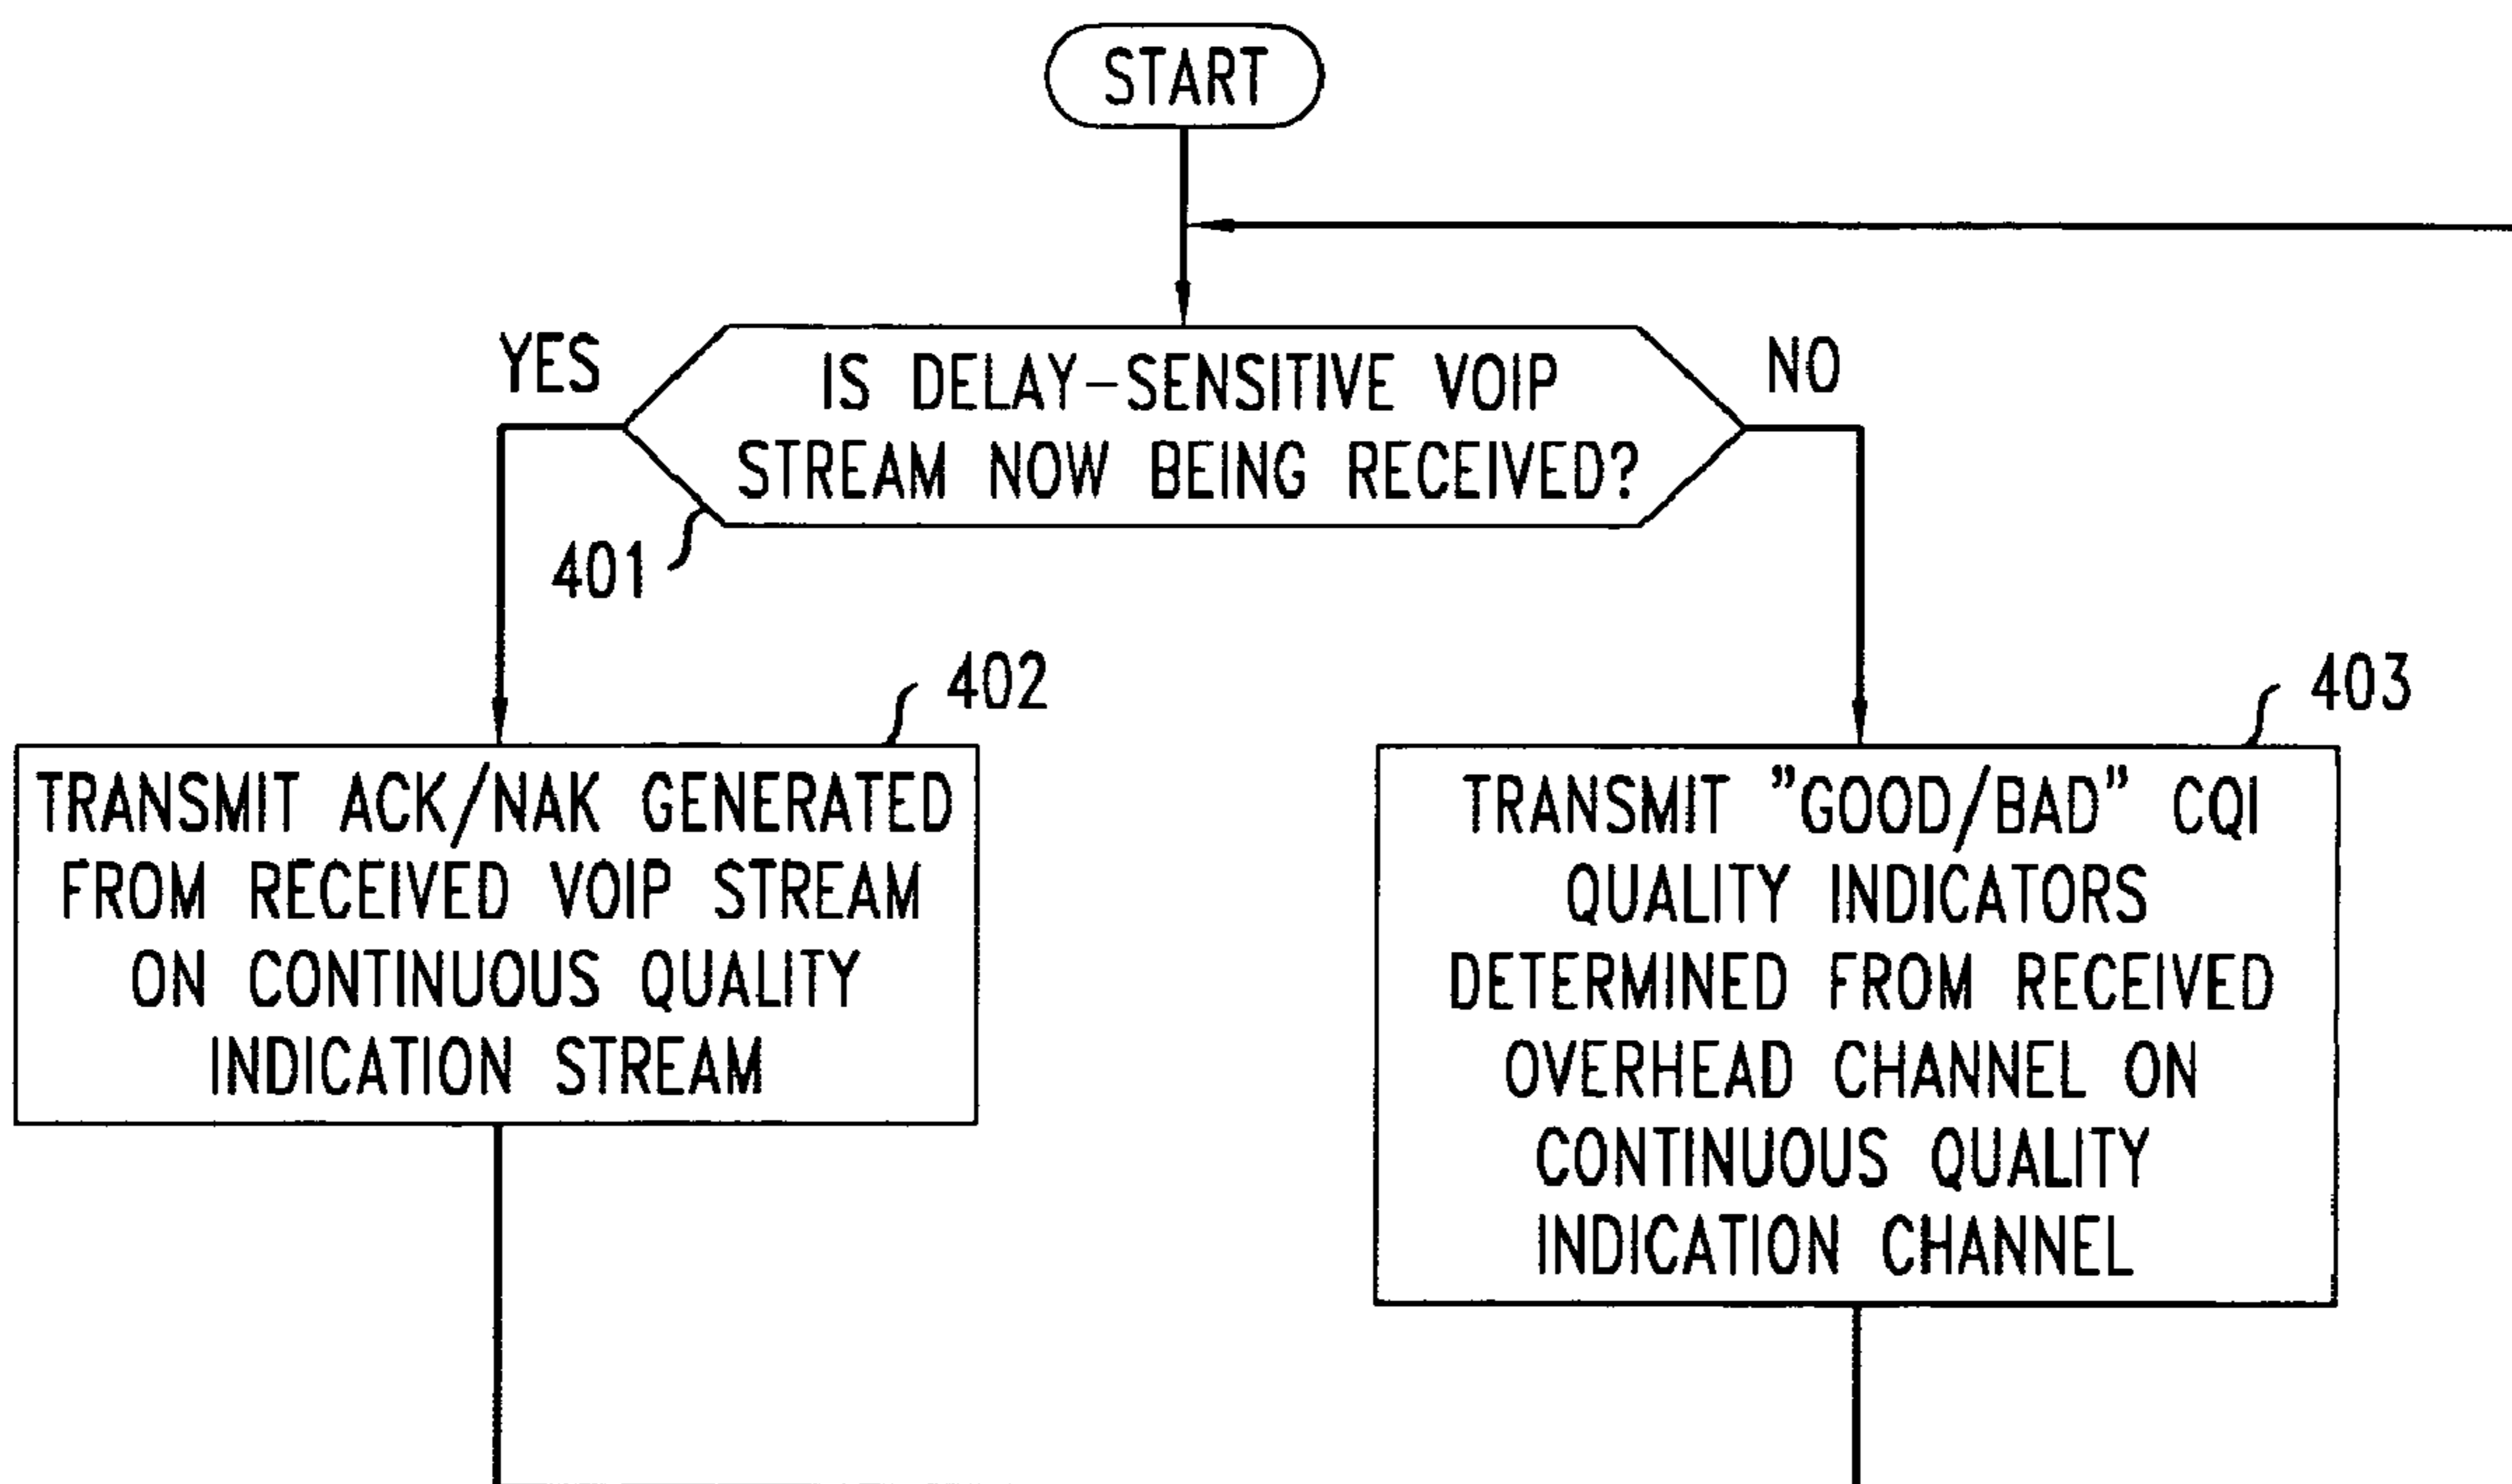 START
YES
IS DELAY-SENSITIVE VOIP
STREAM NOW BEING RECEIVED?
NO
401
402
TRANSMIT ACK/NAK GENERATED
FROM RECEIVED VOIP STREAM
ON CONTINUOUS QUALITY
INDICATION STREAM
403
TRANSMIT "GOOD/BAD" CQI
QUALITY INDICATORS
DETERMINED FROM RECEIVED
OVERHEAD CHANNEL ON
CONTINUOUS QUALITY
INDICATION CHANNEL